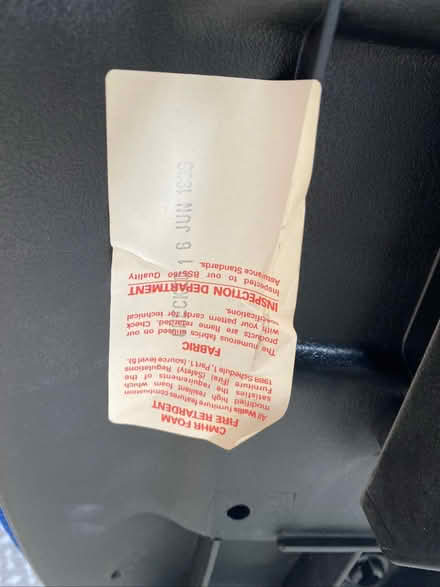 CMHR FOAM
FIRE RETARDENT
All Wallis furniture features combustion
modified high resilient foam which
satisfies the requirements of the
Furniture (Fire) (Safety) Regulations
1988 Schedule 1, Part 1. (source level 5).
FABRIC
The numerous fabrics utilised on our
products are flame retarded. Check
with your pattern cards for technical
specifications.
INSPECTION DEPARTMENT
Inspected to our BS5750 Quality
Assurance Standards.
16 JUN